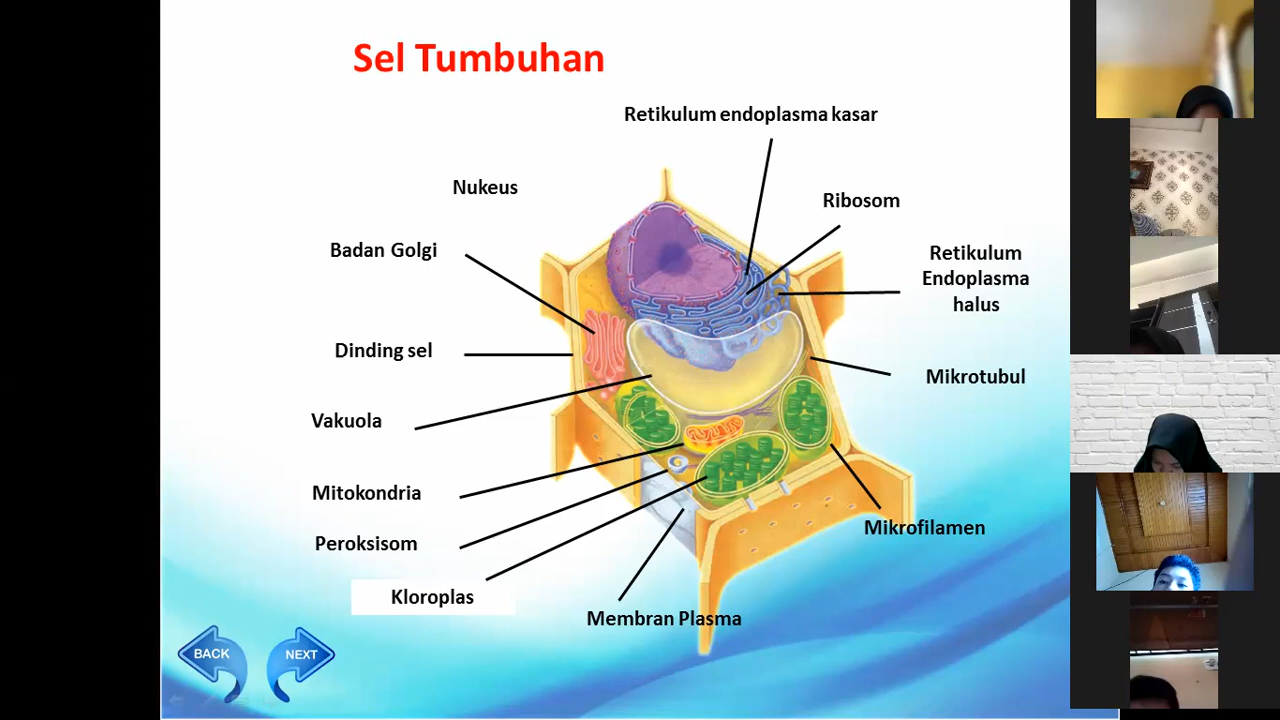 Sel Tumbuhan
Retikulum endoplasma kasar
Nukeus
Ribosom
Badan Golgi
Retikulum
Endoplasma
halus
Dinding sel
Mikrotubul
Vakuola
Mitokondria
Mikrofilamen
Peroksisom
Kloroplas
Membran Plasma
BACK
NEXT